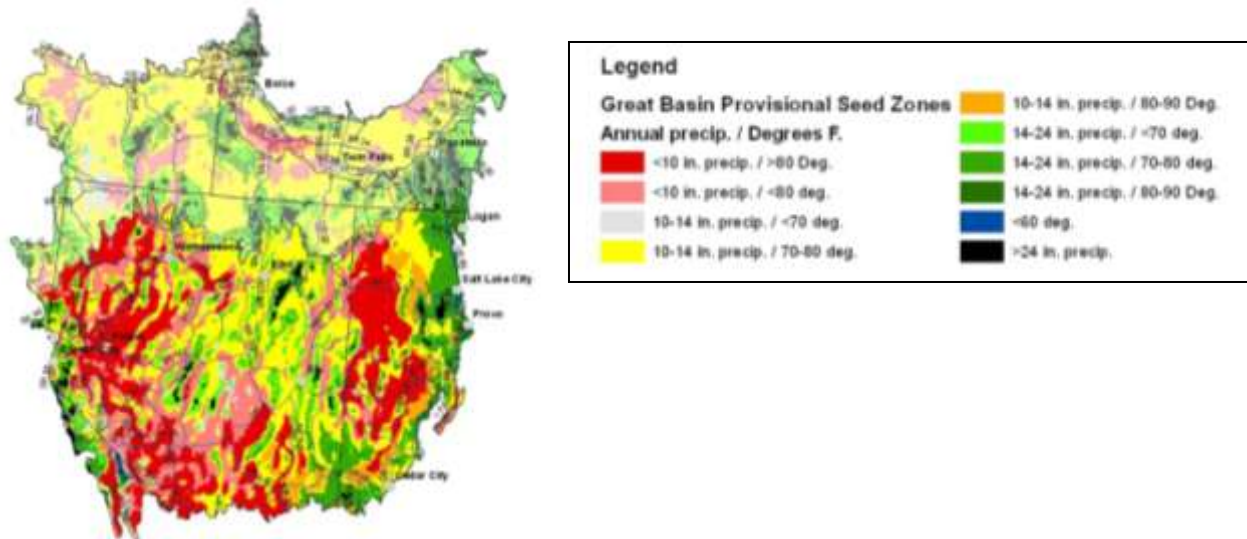 Boise
Twin Falls
Logan
Salt Lake City
Provo
Cedar City
Legend
Great Basin Provisional Seed Zones
Annual precip. / Degrees F.
<10 in. precip. / >80 Deg.
<10 in. precip. / <80 deg.
10-14 in. precip. / <70 deg.
10-14 in. precip. / 70-80 deg.
10-14 in. precip. / 80-90 Deg.
14-24 in. precip. / <70 deg.
14-24 in. precip. / 70-80 deg.
14-24 in. precip. / 80-90 Deg.
<60 deg.
>24 in. precip.